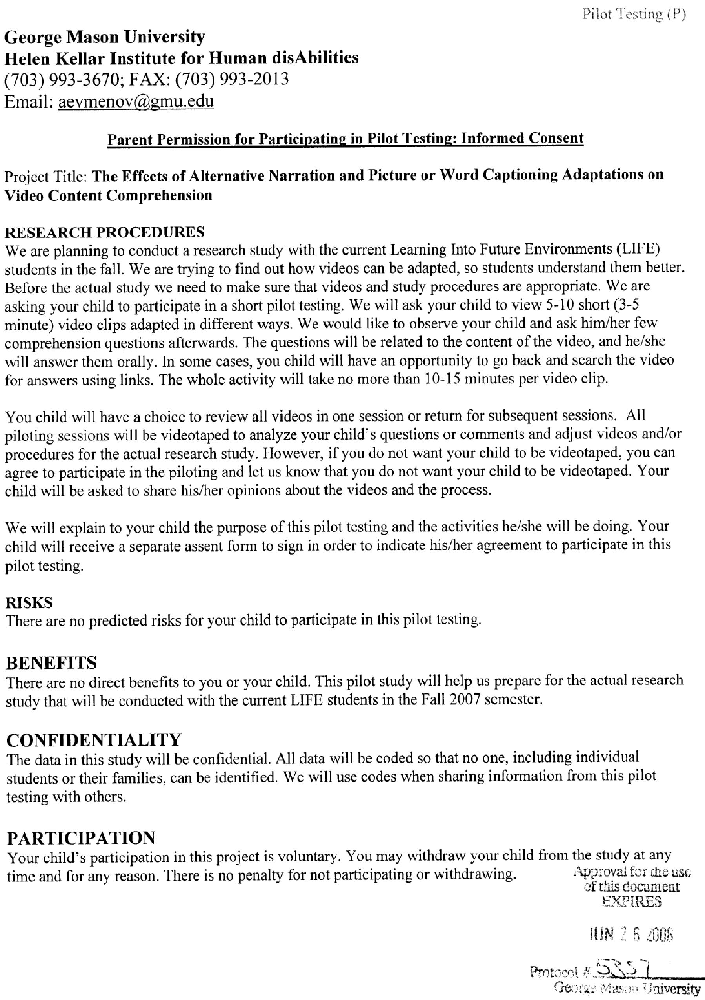 Pilot Testing (P)
George Mason University
Helen Kellar Institute for Human disAbilities
(703) 993-3670; FAX: (703) 993-2013
Email: aevmenov@gmu.edu
Parent Permission for Participating in Pilot Testing: Informed Consent
Project Title: The Effects of Alternative Narration and Picture or Word Captioning Adaptations on
Video Content Comprehension
RESEARCH PROCEDURES
We are planning to conduct a research study with the current Learning Into Future Environments (LIFE)
students in the fall. We are trying to find out how videos can be adapted, so students understand them better.
Before the actual study we need to make sure that videos and study procedures are appropriate. We are
asking your child to participate in a short pilot testing. We will ask your child to view 5-10 short (3-5
minute) video clips adapted in different ways. We would like to observe your child and ask him/her few
comprehension questions afterwards. The questions will be related to the content of the video, and he/she
will answer them orally. In some cases, you child will have an opportunity to go back and search the video
for answers using links. The whole activity will take no more than 10-15 minutes per video clip.
You child will have a choice to review all videos in one session or return for subsequent sessions. All
piloting sessions will be videotaped to analyze your child's questions or comments and adjust videos and/or
procedures for the actual research study. However, if you do not want your child to be videotaped, you can
agree to participate in the piloting and let us know that you do not want your child to be videotaped. Your
child will be asked to share his/her opinions about the videos and the process.
We will explain to your child the purpose of this pilot testing and the activities he/she will be doing. Your
child will receive a separate assent form to sign in order to indicate his/her agreement to participate in this
pilot testing.
RISKS
There are no predicted risks for your child to participate in this pilot testing.
BENEFITS
There are no direct benefits to you or your child. This pilot study will help us prepare for the actual research
study that will be conducted with the current LIFE students in the Fall 2007 semester.
CONFIDENTIALITY
The data in this study will be confidential. All data will be coded so that no one, including individual
students or their families, can be identified. We will use codes when sharing information from this pilot
testing with others.
PARTICIPATION
Your child's participation in this project is voluntary. You may withdraw your child from the study at any
time and for any reason. There is no penalty for not participating or withdrawing.
Approval for the use
of this document
EXPIRES
JUN 26 2008
Protocol #
George Mason University